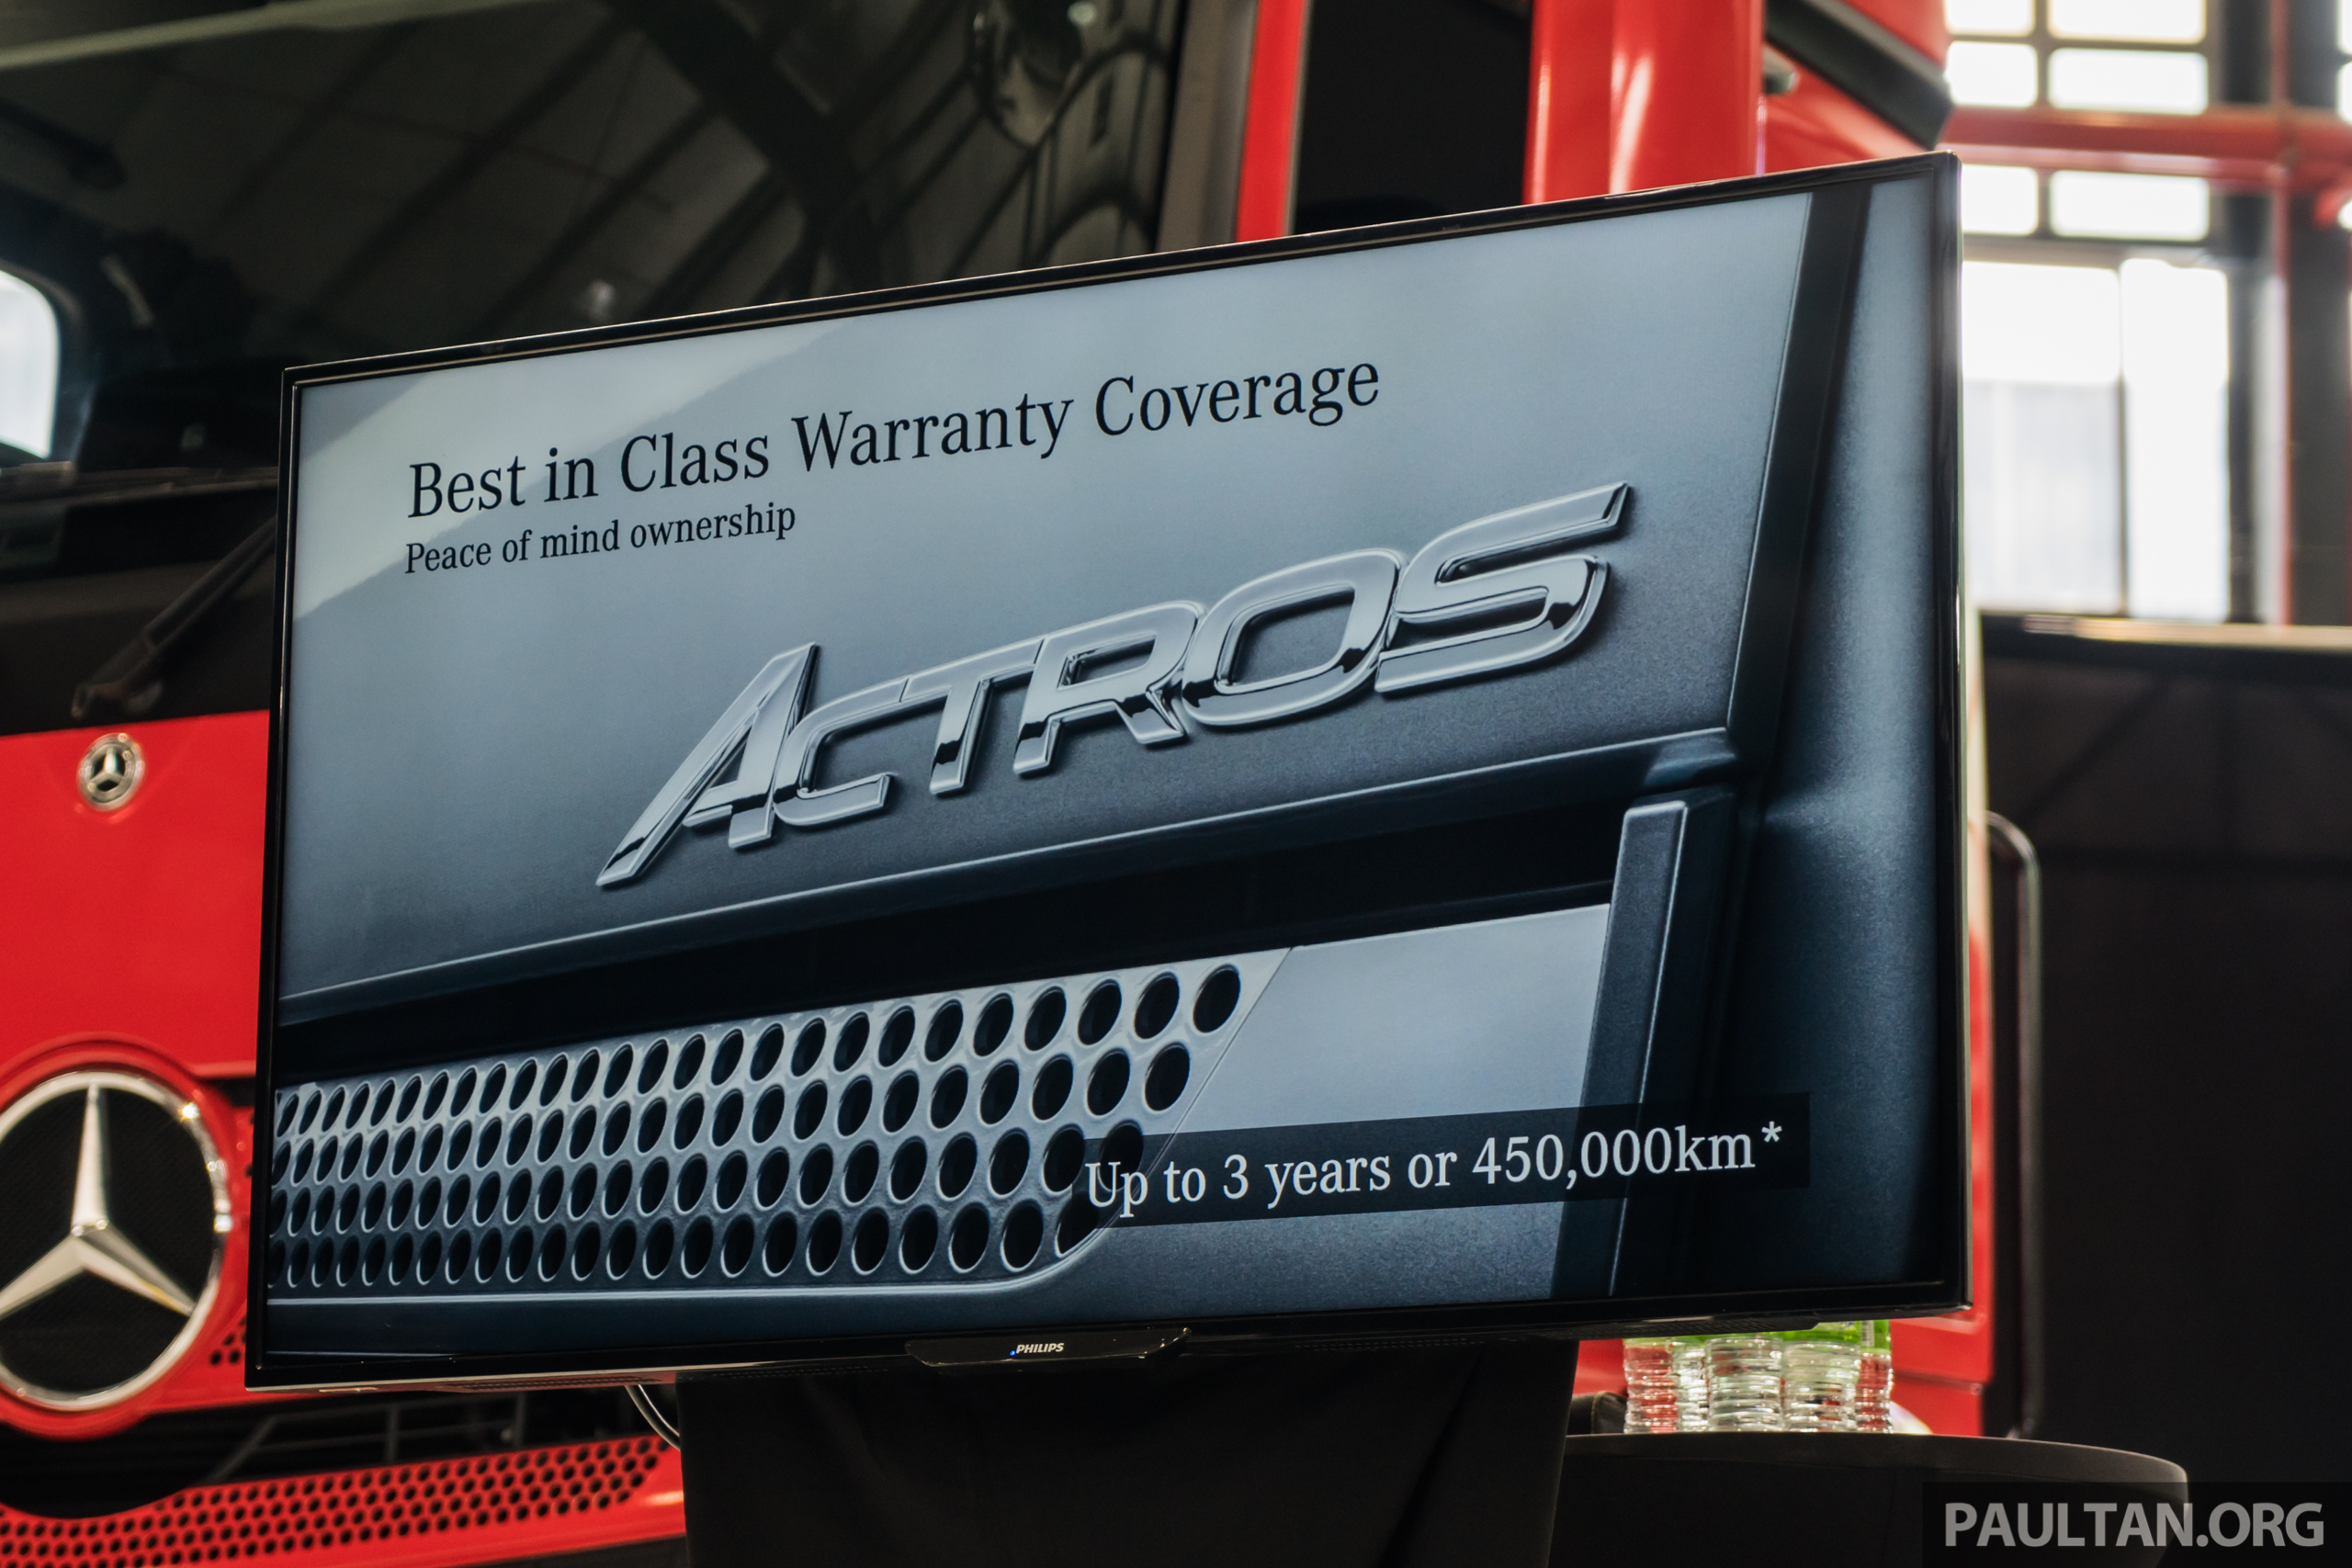 Best in Class Warranty Coverage
Peace of mind ownership
ACTROS
Up to 3 years or 450,000km*
PHILIPS
PAULTAN.ORG